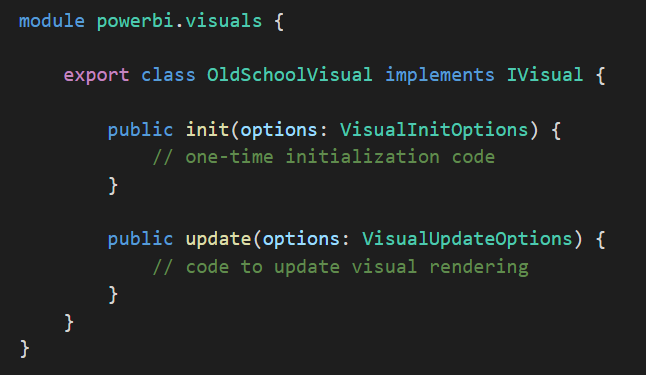 module powerbi.visuals {
export class OldSchoolVisual implements IVisual {
public init(options: VisualInitOptions) {
// one-time initialization code
}
public update(options: VisualUpdateOptions) {
// code to update visual rendering
}
}
}